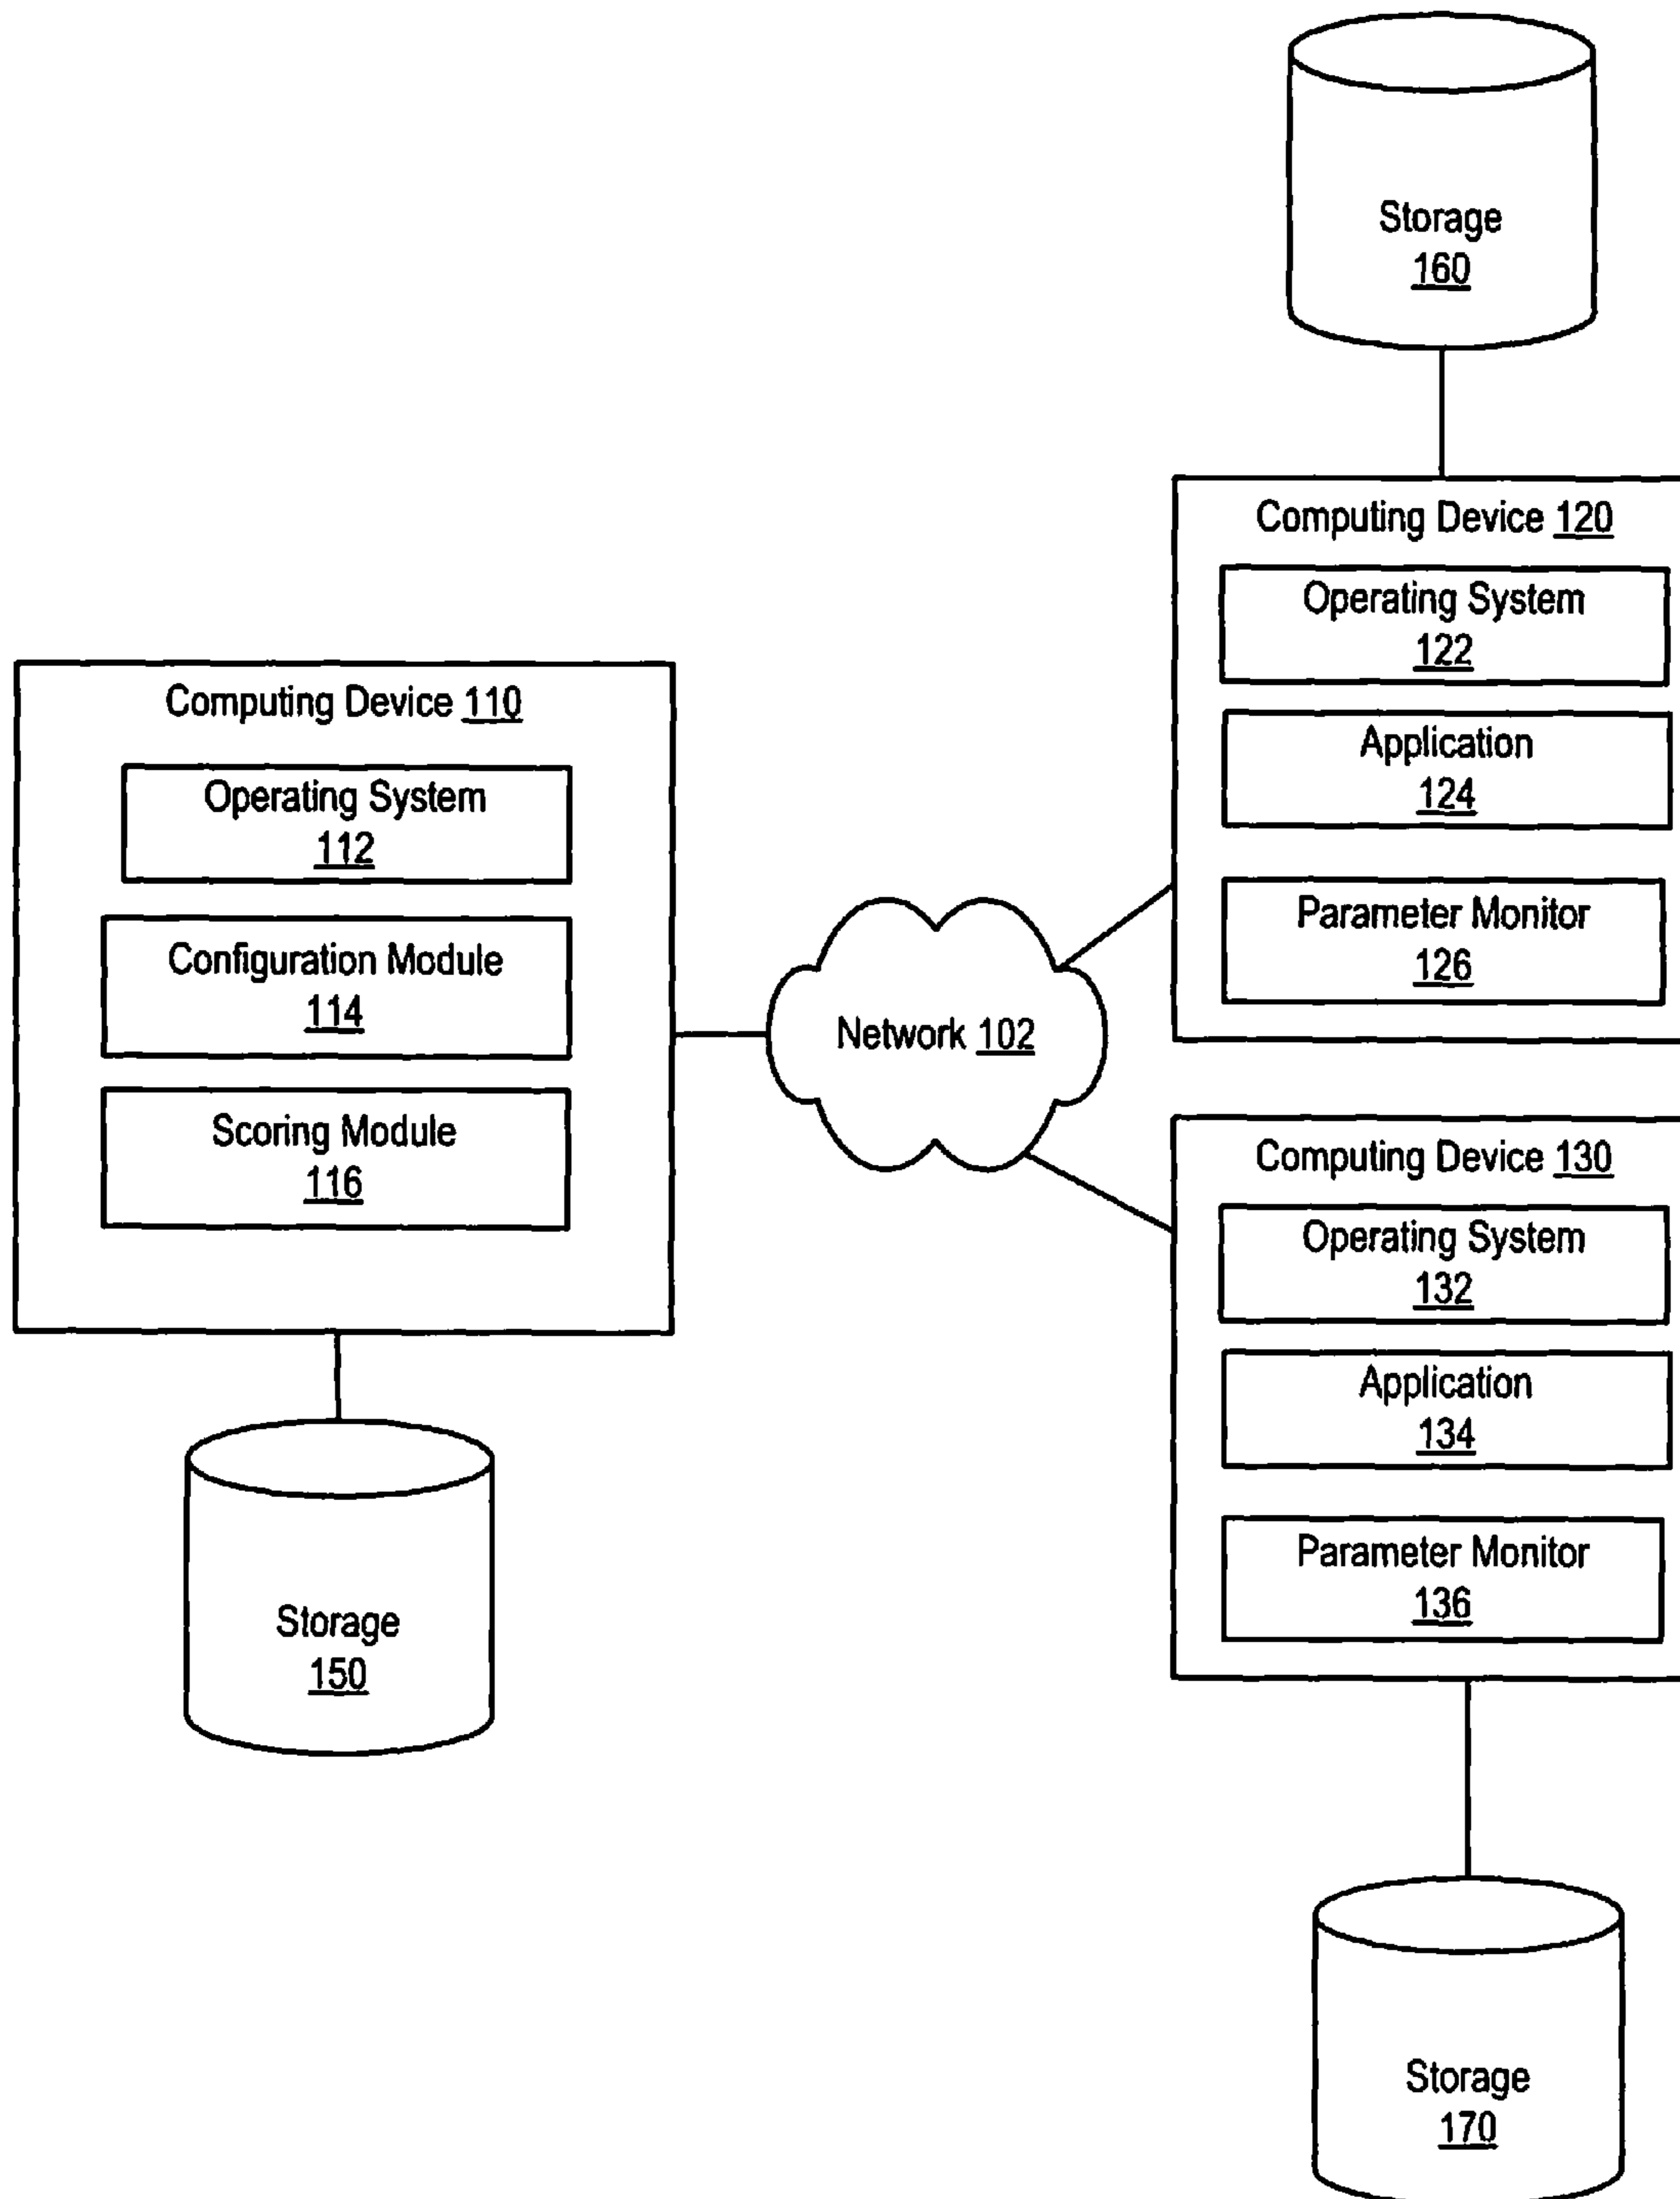 Storage
160
Computing Device 120
Operating System
122
Application
124
Parameter Monitor
126
Computing Device 110
Operating System
112
Configuration Module
114
Scoring Module
116
Network 102
Computing Device 130
Operating System
132
Application
134
Parameter Monitor
136
Storage
150
Storage
170